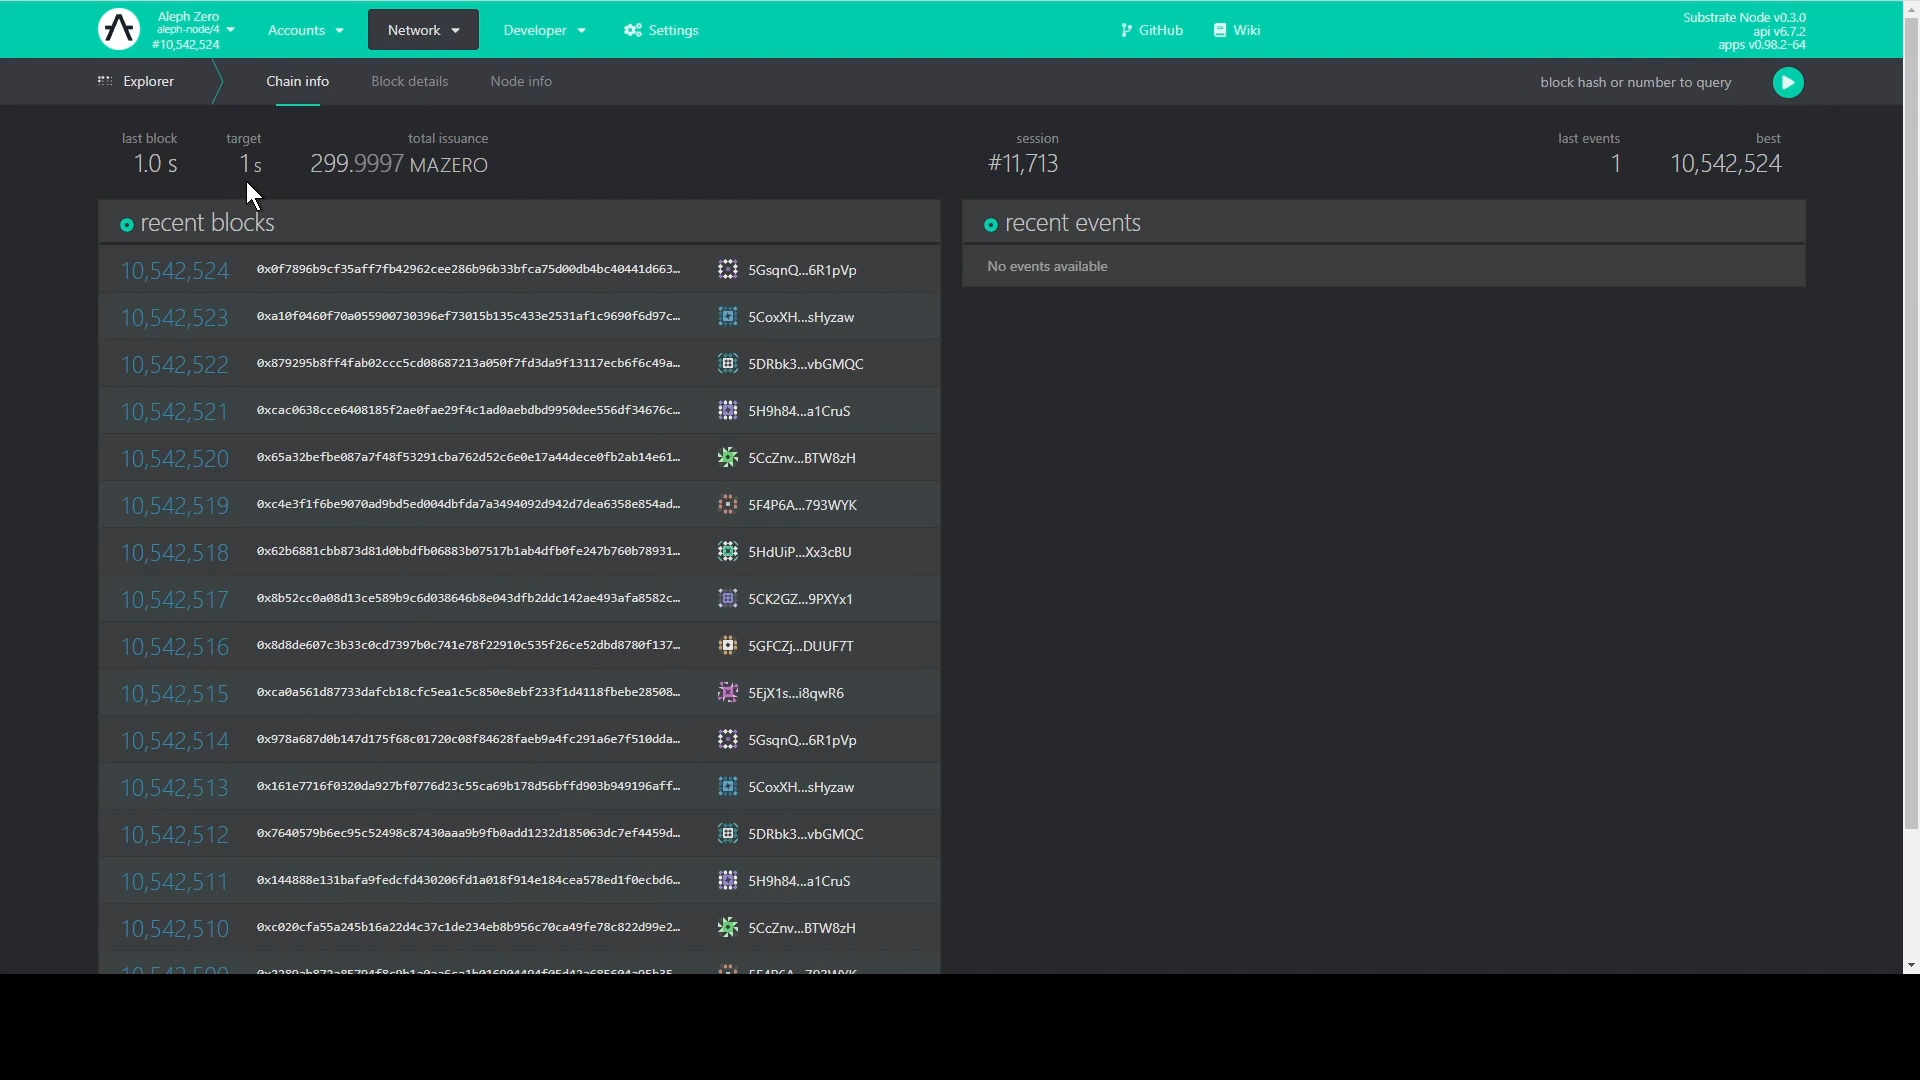 Aleph Zero
aleph-node/4
#10,542,524
Accounts
Network
Developer
Settings
GitHub
Wiki
Substrate Node v0.3.0
api v6.7.2
apps v0.98.2-64
Explorer
Chain info
Block details
Node info
block hash or number to query
last block
1.0 s
target
1 s
total issuance
299.9997 MAZERO
session
#11,713
last events
1
best
10,542,524
recent blocks
10,542,524 0x0f7896b9cf35aff7fb42962cee286b96b33bfca75d00db4bc40441d663… 5GsqnQ…6R1pVp
10,542,523 0xa10f0460f70a055900730396ef73015b135c433e2531af1c9690f6d97c… 5CoxXH…sHyzaw
10,542,522 0x879295b8ff4fab02ccc5cd08687213a050f7fd3da9f13117ecb6f6c49a… 5DRbk3…vbGMQC
10,542,521 0xcac0638cce6408185f2ae0fae29f4c1ad0aebdbd9950dee556df34676c… 5H9h84…a1CruS
10,542,520 0x65a32befbe087a7f48f53291cba762d52c6e0e17a44dece0fb2ab14e61… 5CcZnv…BTW8zH
10,542,519 0xc4e3f1f6be9070ad9bd5ed004dbfda7a3494092d942d7dea6358e854ad… 5F4P6A…793WYK
10,542,518 0x62b6881cbb873d81d0bbdfb06883b07517b1ab4dfb0fe247b760b78931… 5HdUiP…Xx3cBU
10,542,517 0x8b52cc0a08d13ce589b9c6d038646b8e043dfb2ddc142ae493afa8582c… 5CK2GZ…9PXYx1
10,542,516 0x8d8de607c3b33c0cd7397b0c741e78f22910c535f26ce52dbd8780f137… 5GFCZj…DUUF7T
10,542,515 0xca0a561d87733dafcb18cfc5ea1c5c850e8ebf233f1d4118fbebe28508… 5EjX1s…i8qwR6
10,542,514 0x978a687d0b147d175f68c01720c08f84628faeb9a4fc291a6e7f510dda… 5GsqnQ…6R1pVp
10,542,513 0x161e7716f0320da927bf0776d23c55ca69b178d56bffd903b949196aff… 5CoxXH…sHyzaw
10,542,512 0x7640579b6ec95c52498c87430aaa9b9fb0add1232d185063dc7ef4459d… 5DRbk3…vbGMQC
10,542,511 0x144888e131bafa9fedcfd430206fd1a018f914e184cea578ed1f0ecbd6… 5H9h84…a1CruS
10,542,510 0xc020cfa55a245b16a22d4c37c1de234eb8b956c70ca49fe78c822d99e2… 5CcZnv…BTW8zH
recent events
No events available